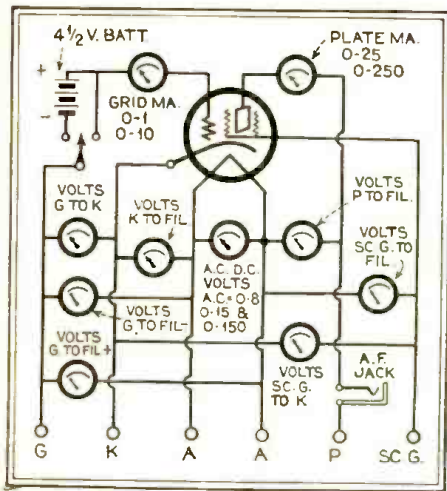 4 1/2 V. BATT.
+
-
GRID MA.
0-1
0-10
PLATE MA.
0-25
0-250
VOLTS
G TO K
VOLTS
K TO FIL
VOLTS
P TO FIL.
VOLTS
SC G. TO
FIL.
A.C. D.C.
VOLTS
A.C.= 0-8
0-15 &
0-150
VOLTS
G. TO FIL-
VOLTS
G TO FIL+
VOLTS
SC. G.
TO K
A.F.
JACK
G
K
A
A
P
SC. G.